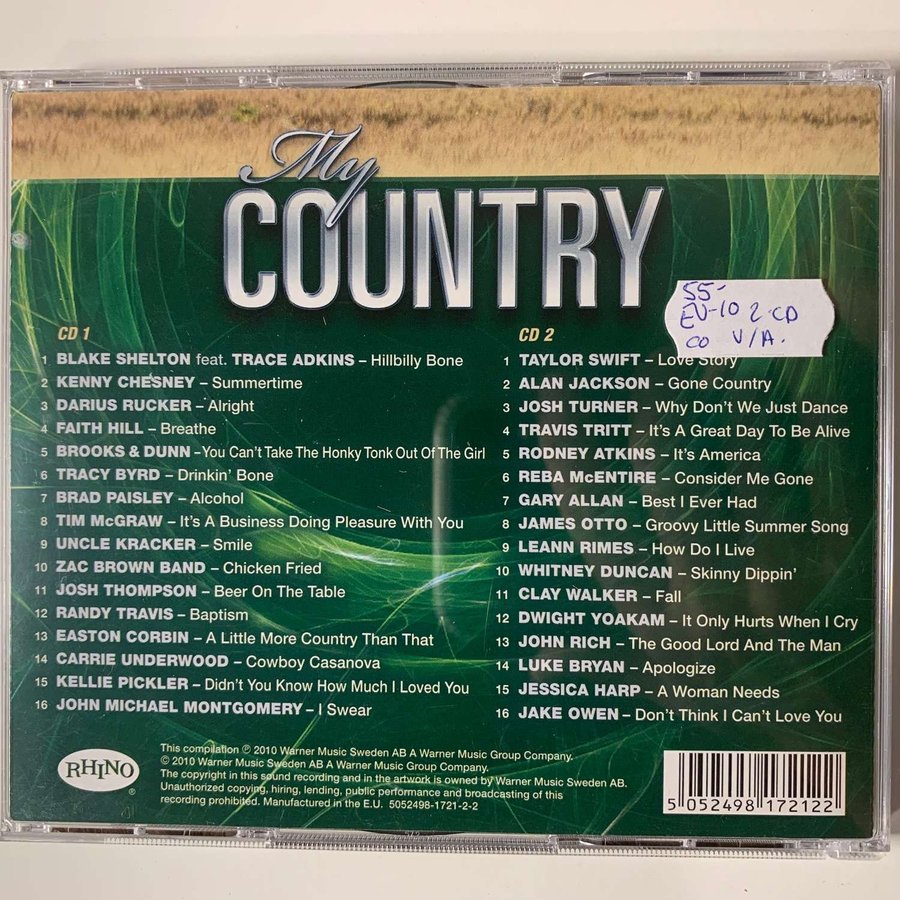 My
COUNTRY
55-
EU-10 2-CD
CO V/A.
CD 1
1 BLAKE SHELTON feat. TRACE ADKINS – Hillbilly Bone
2 KENNY CHESNEY – Summertime
3 DARIUS RUCKER – Alright
4 FAITH HILL – Breathe
5 BROOKS & DUNN – You Can't Take The Honky Tonk Out Of The Girl
6 TRACY BYRD – Drinkin' Bone
7 BRAD PAISLEY – Alcohol
8 TIM McGRAW – It's A Business Doing Pleasure With You
9 UNCLE KRACKER – Smile
10 ZAC BROWN BAND – Chicken Fried
11 JOSH THOMPSON – Beer On The Table
12 RANDY TRAVIS – Baptism
13 EASTON CORBIN – A Little More Country Than That
14 CARRIE UNDERWOOD – Cowboy Casanova
15 KELLIE PICKLER – Didn't You Know How Much I Loved You
16 JOHN MICHAEL MONTGOMERY – I Swear
CD 2
1 TAYLOR SWIFT – Love Story
2 ALAN JACKSON – Gone Country
3 JOSH TURNER – Why Don't We Just Dance
4 TRAVIS TRITT – It's A Great Day To Be Alive
5 RODNEY ATKINS – It's America
6 REBA McENTIRE – Consider Me Gone
7 GARY ALLAN – Best I Ever Had
8 JAMES OTTO – Groovy Little Summer Song
9 LEANN RIMES – How Do I Live
10 WHITNEY DUNCAN – Skinny Dippin'
11 CLAY WALKER – Fall
12 DWIGHT YOAKAM – It Only Hurts When I Cry
13 JOHN RICH – The Good Lord And The Man
14 LUKE BRYAN – Apologize
15 JESSICA HARP – A Woman Needs
16 JAKE OWEN – Don't Think I Can't Love You
RHINO®
This compilation ℗ 2010 Warner Music Sweden AB A Warner Music Group Company.
© 2010 Warner Music Sweden AB A Warner Music Group Company.
The copyright in this sound recording and in the artwork is owned by Warner Music Sweden AB.
Unauthorized copying, hiring, lending, public performance and broadcasting of this
recording prohibited. Manufactured in the E.U. 5052498-1721-2-2
5 052498 172122